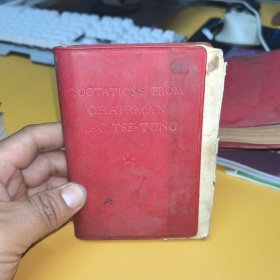 QUOTATIONS FROM
CHAIRMAN
MAO TSE-TUNG